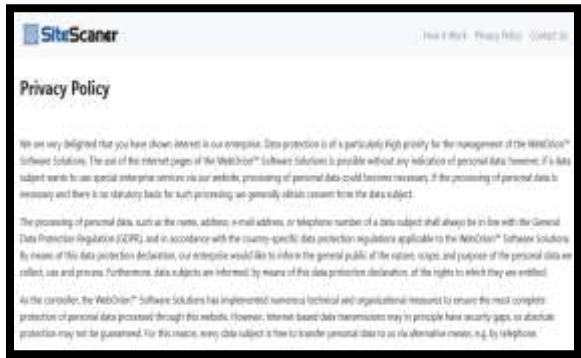 SiteScaner
How it Work Privacy Policy Contact Us
Privacy Policy
We are very delighted that you have shown interest in our enterprise. Data protection is of a particularly high priority for the management of the WebOrion™
Software Solutions. The use of the Internet pages of the WebOrion™ Software Solutions is possible without any indication of personal data; however, if a data
subject wants to use special enterprise services via our website, processing of personal data could become necessary. If the processing of personal data is
necessary and there is no statutory basis for such processing, we generally obtain consent from the data subject.
The processing of personal data, such as the name, address, e-mail address, or telephone number of a data subject shall always be in line with the General
Data Protection Regulation (GDPR), and in accordance with the country-specific data protection regulations applicable to the WebOrion™ Software Solutions.
By means of this data protection declaration, our enterprise would like to inform the general public of the nature, scope, and purpose of the personal data we
collect, use and process. Furthermore, data subjects are informed, by means of this data protection declaration, of the rights to which they are entitled.
As the controller, the WebOrion™ Software Solutions has implemented numerous technical and organizational measures to ensure the most complete
protection of personal data processed through this website. However, Internet-based data transmissions may in principle have security gaps, so absolute
protection may not be guaranteed. For this reason, every data subject is free to transfer personal data to us via alternative means, e.g. by telephone.